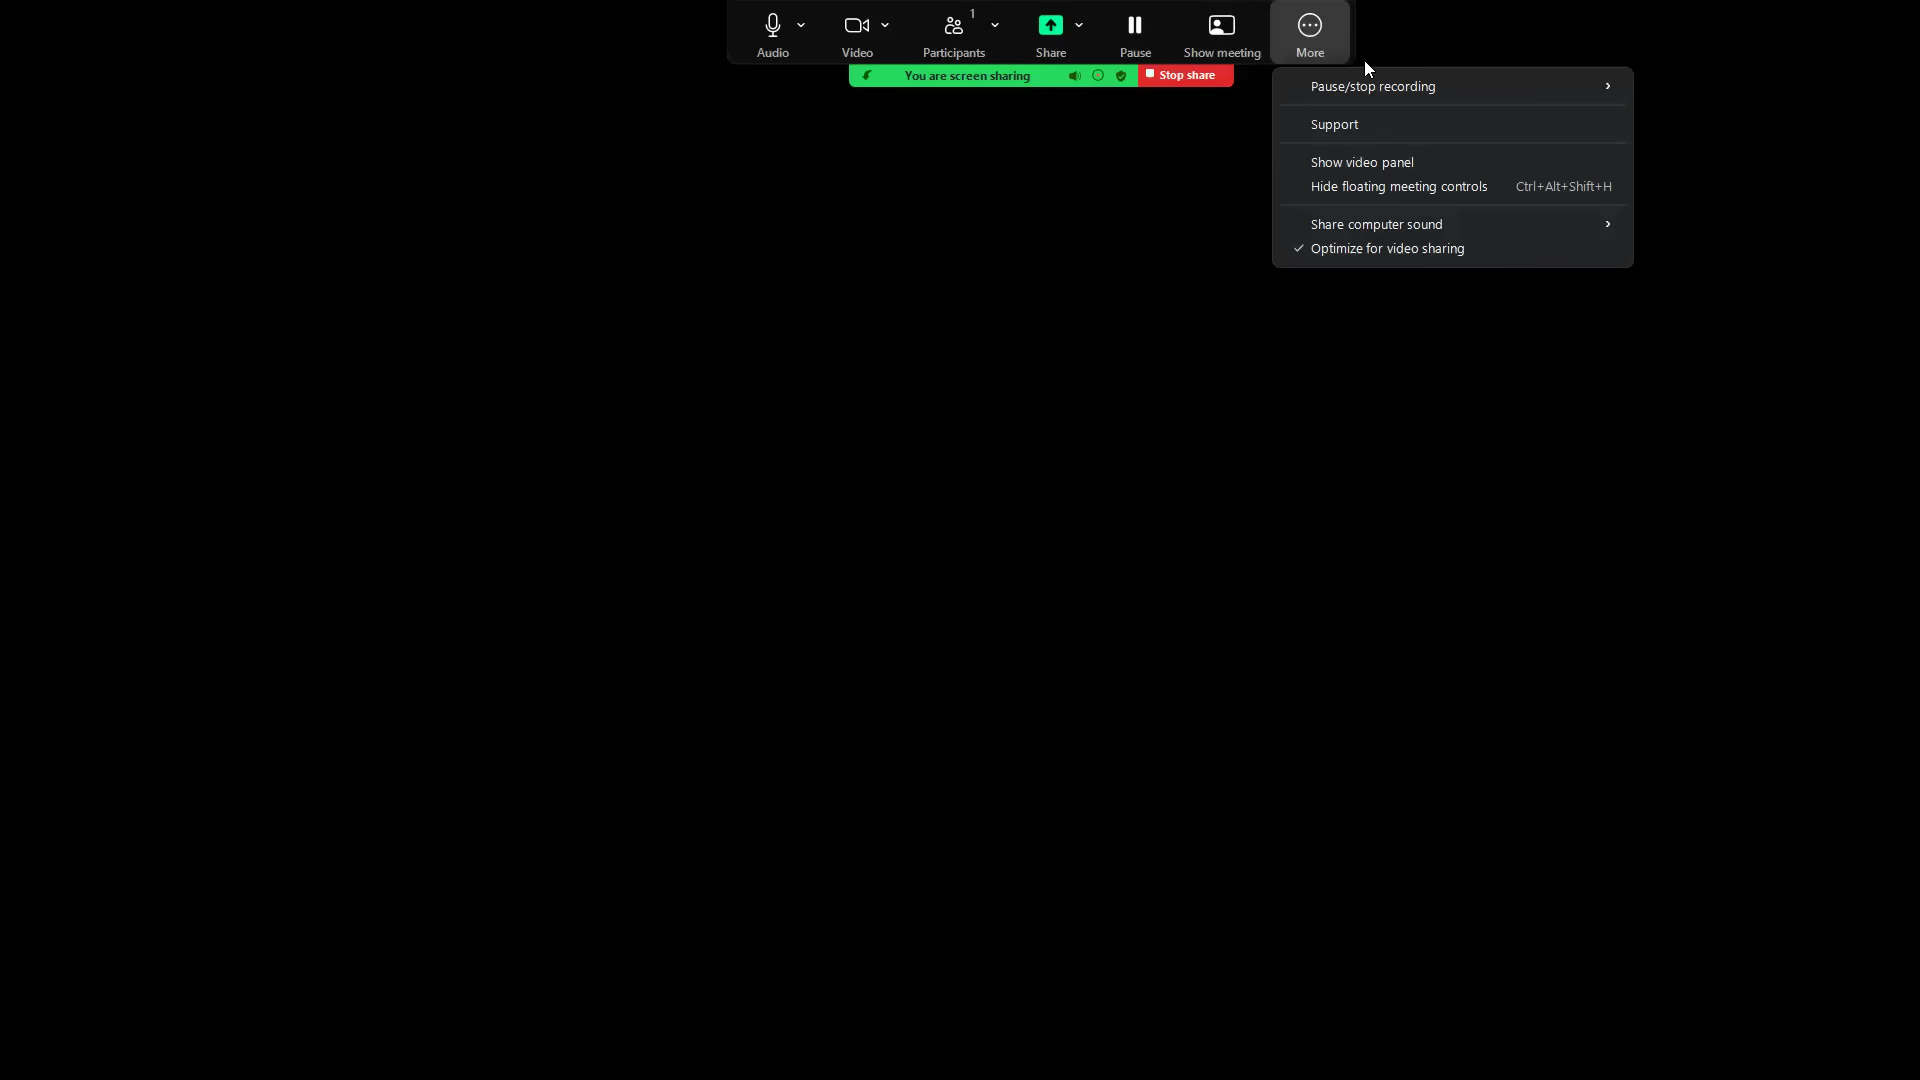 1
Audio
Video
Participants
Share
Pause
Show meeting
More
You are screen sharing
Stop share
Pause/stop recording
Support
Show video panel
Hide floating meeting controls Ctrl+Alt+Shift+H
Share computer sound
Optimize for video sharing